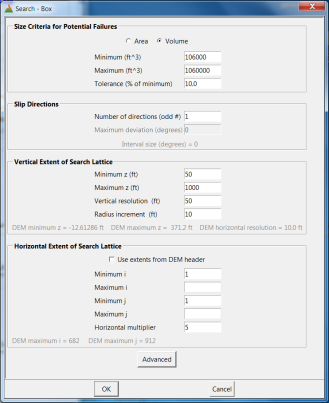 Search - Box
Size Criteria for Potential Failures
Area Volume
Minimum (ft^3) 106000
Maximum (ft^3) 1060000
Tolerance (% of minimum) 10.0
Slip Directions
Number of directions (odd #) 1
Maximum deviation (degrees) 0
Interval size (degrees) = 0
Vertical Extent of Search Lattice
Minimum z (ft) 50
Maximum z (ft) 1000
Vertical resolution (ft) 50
Radius increment (ft) 10
DEM minimum z = -12.61286 ft DEM maximum z = 371.2 ft DEM horizontal resolution = 10.0 ft
Horizontal Extent of Search Lattice
Use extents from DEM header
Minimum i 1
Maximum i
Minimum j 1
Maximum j
Horizontal multiplier 5
DEM maximum i = 682 DEM maximum j = 912
Advanced
OK Cancel